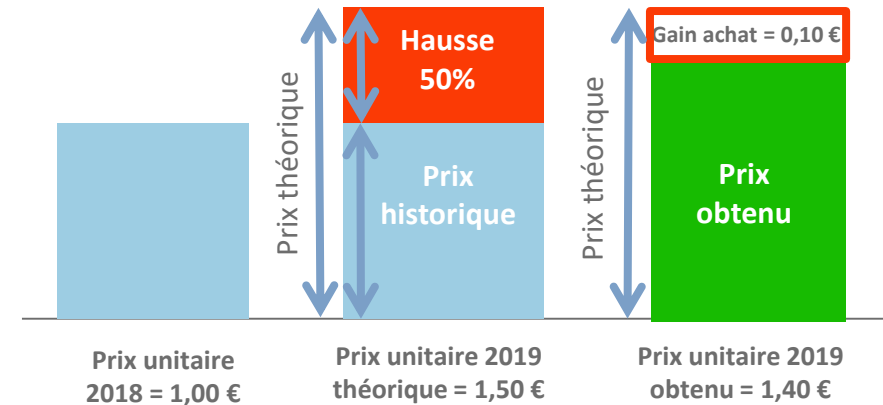 Prix théorique
Hausse
50%
Prix
historique
Prix théorique
Gain achat = 0,10 €
Prix
obtenu
Prix unitaire
2018 = 1,00 €
Prix unitaire 2019
théorique = 1,50 €
Prix unitaire 2019
obtenu = 1,40 €